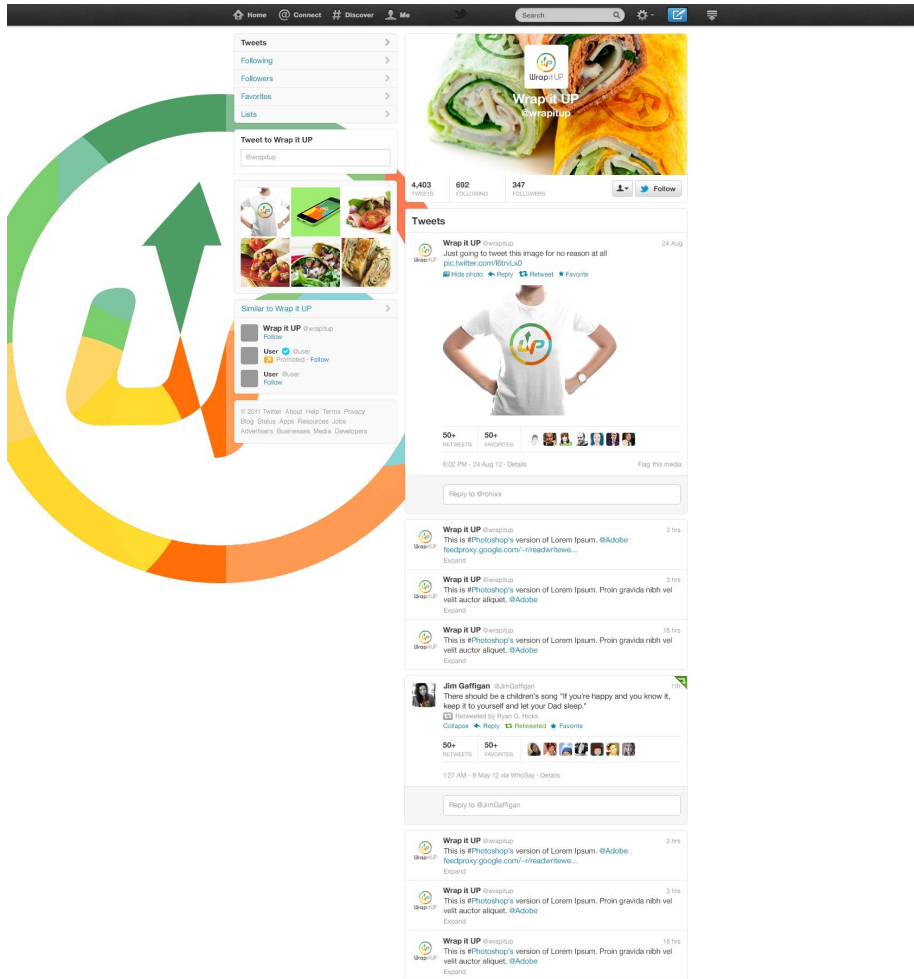 Home @ Connect # Discover Me Search
Tweets
Following
Followers
Favorites
Lists
Tweet to Wrap it UP
@wrapitup
Similar to Wrap it UP
Wrap it UP @wrapitup
Follow
User @user
Promoted · Follow
User @user
Follow
© 2011 Twitter About Help Terms Privacy
Blog Status Apps Resources Jobs
Advertisers Businesses Media Developers
UP
Wrap it UP
Wrap it UP
@wrapitup
4,403 692 347
TWEETS FOLLOWING FOLLOWERS
Follow
Tweets
Wrap it UP @wrapitup 24 Aug
Just going to tweet this image for no reason at all
pic.twitter.com/l6trvLx0
Hide photo Reply Retweet Favorite
UP
50+ 50+
RETWEETS FAVORITES
6:02 PM - 24 Aug 12 · Details Flag this media
Reply to @rohixx
Wrap it UP @wrapitup 2 hrs
This is #Photoshop's version of Lorem Ipsum. @Adobe
feedproxy.google.com/~r/readwritewe...
Expand
Wrap it UP @wrapitup 3 hrs
This is #Photoshop's version of Lorem Ipsum. Proin gravida nibh vel
velit auctor aliquet. @Adobe
Expand
Wrap it UP @wrapitup 18 hrs
This is #Photoshop's version of Lorem Ipsum. Proin gravida nibh vel
velit auctor aliquet. @Adobe
Expand
Jim Gaffigan @JimGaffigan 11h
There should be a children's song "If you're happy and you know it,
keep it to yourself and let your Dad sleep."
Retweeted by Ryan O. Hicks
Collapse Reply Retweeted Favorite
50+ 50+
RETWEETS FAVORITES
1:27 AM - 9 May 12 via WhoSay · Details
Reply to @JimGaffigan
Wrap it UP @wrapitup 2 hrs
This is #Photoshop's version of Lorem Ipsum. @Adobe
feedproxy.google.com/~r/readwritewe...
Expand
Wrap it UP @wrapitup 3 hrs
This is #Photoshop's version of Lorem Ipsum. Proin gravida nibh vel
velit auctor aliquet. @Adobe
Expand
Wrap it UP @wrapitup 18 hrs
This is #Photoshop's version of Lorem Ipsum. Proin gravida nibh vel
velit auctor aliquet. @Adobe
Expand